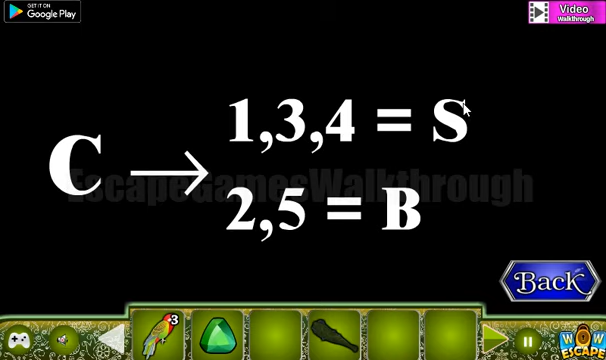 GET IT ON
Google Play
Video
Walkthrough
1,3,4 = S
C →
2,5 = B
EscapeGamesWalkthrough
Back
3
WOW
ESCAPE